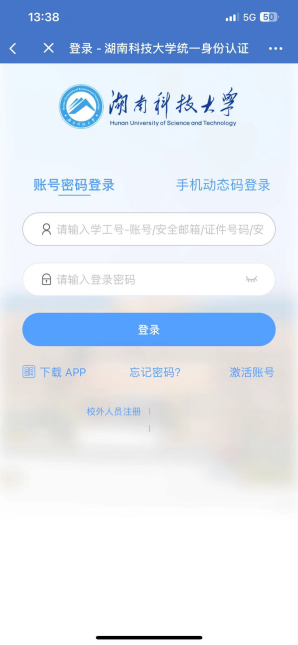 13:38
5G 50
登录 - 湖南科技大学统一身份认证
湖南科技大学
Hunan University of Science and Technology
账号密码登录
手机动态码登录
请输入学工号-账号/安全邮箱/证件号码/安
请输入登录密码
登录
下载 APP
忘记密码?
激活账号
校外人员注册